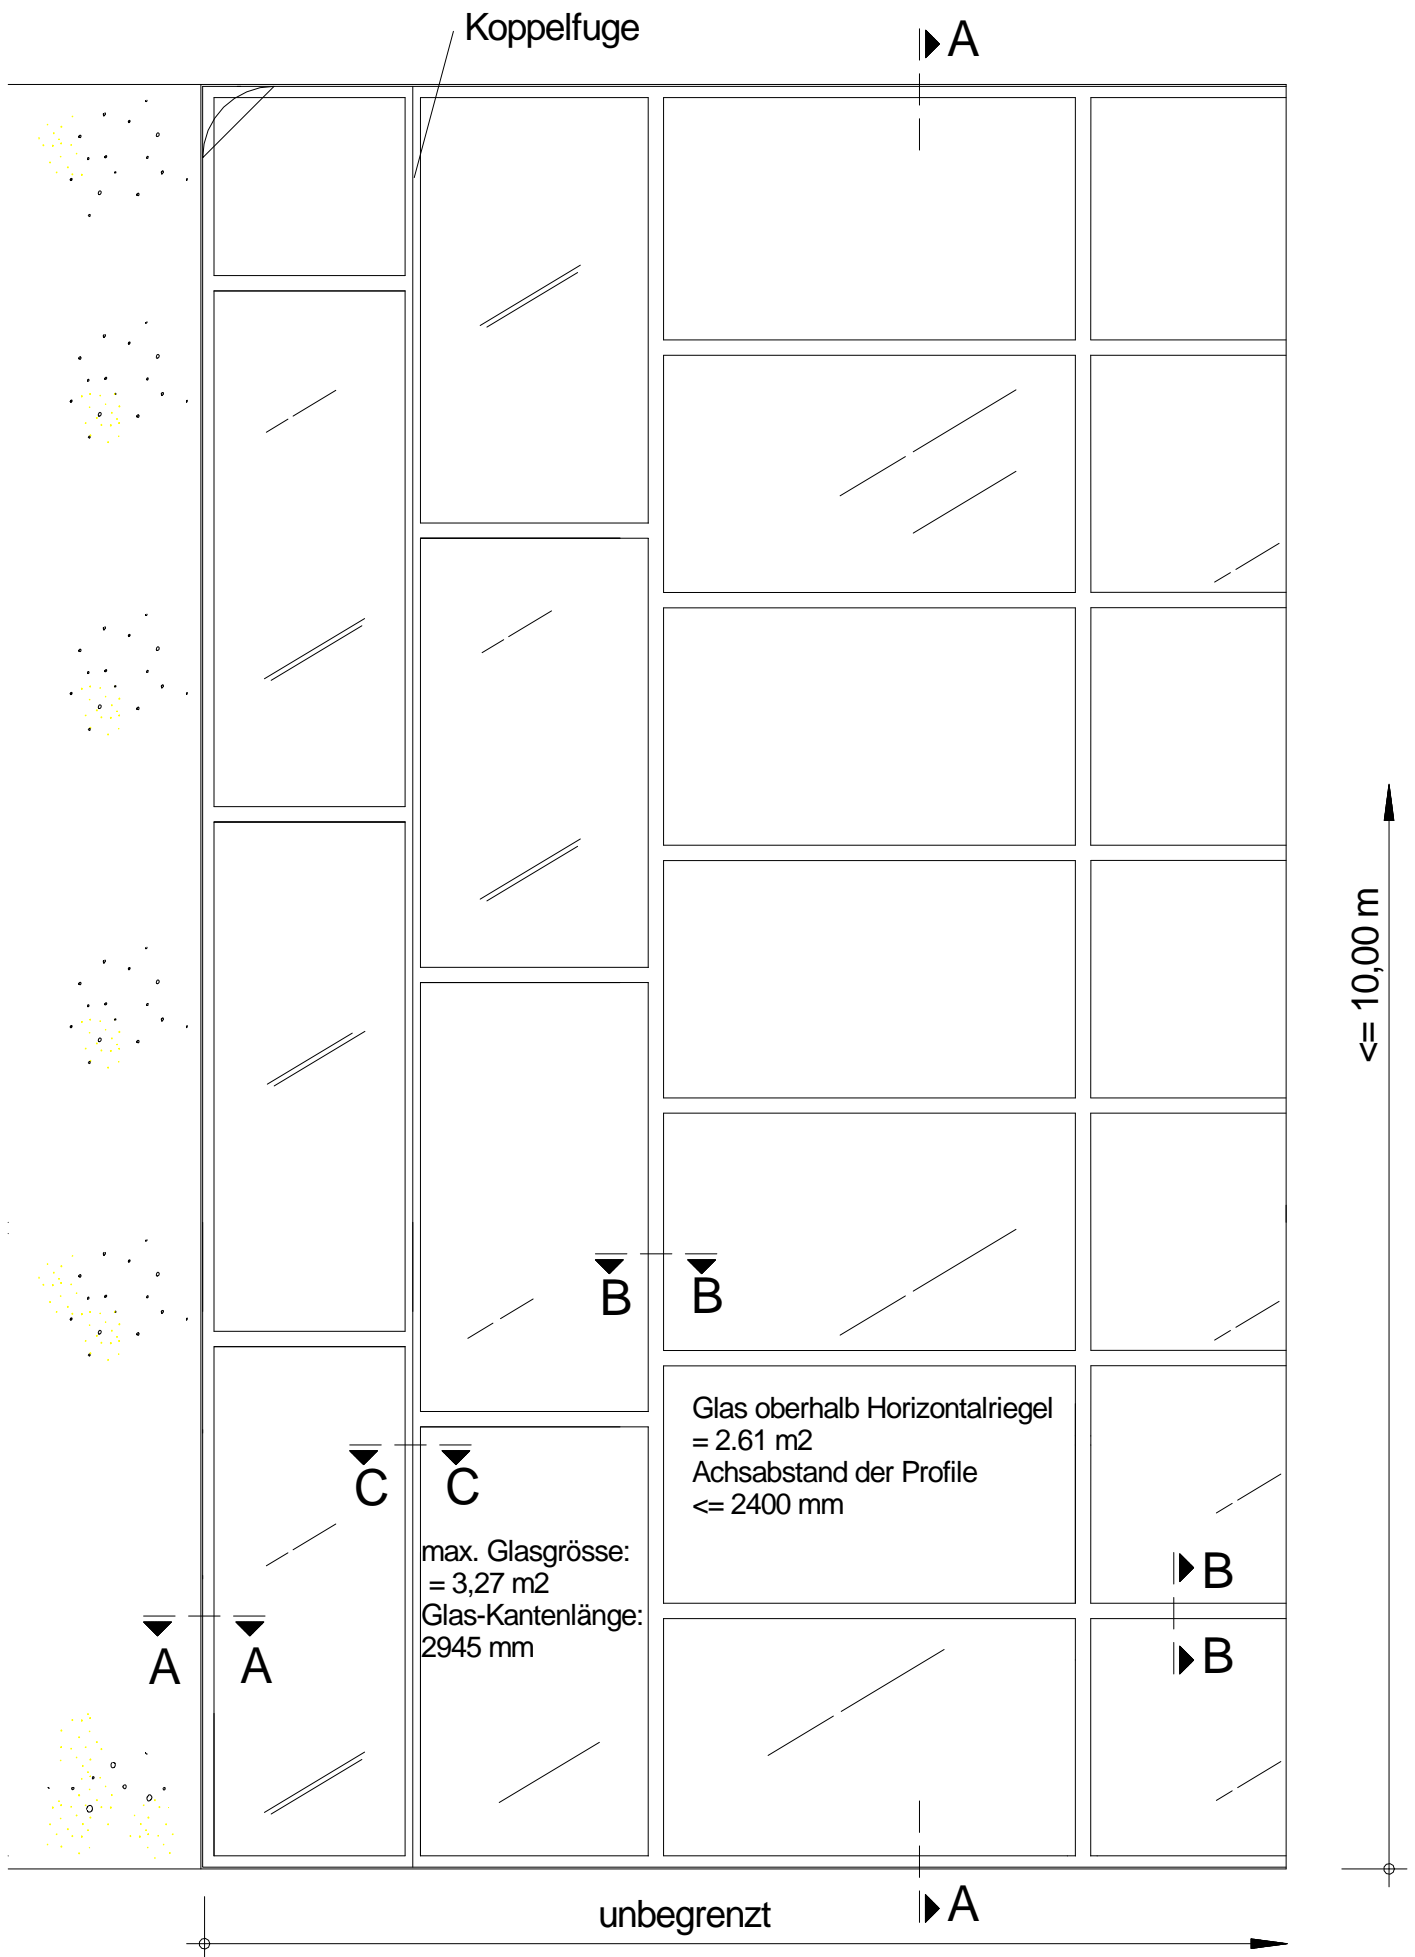 Koppelfuge
A
<= 10,00 m
B B
Glas oberhalb Horizontalriegel
= 2.61 m2
Achsabstand der Profile
<= 2400 mm
C C
max. Glasgrösse:
= 3,27 m2
Glas-Kantenlänge:
2945 mm
B
B
A A
A
unbegrenzt